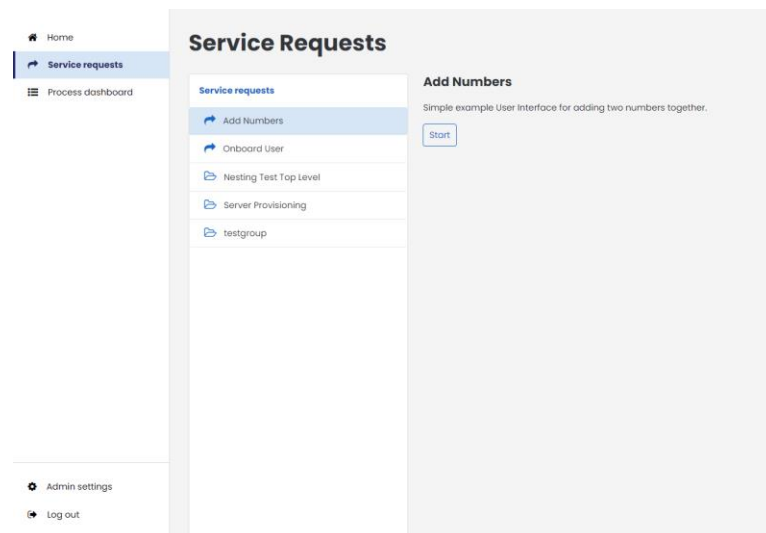 Home
Service requests
Process dashboard
Admin settings
Log out
Service Requests
Service requests
Add Numbers
Onboard User
Nesting Test Top Level
Server Provisioning
testgroup
Add Numbers
Simple example User Interface for adding two numbers together.
Start